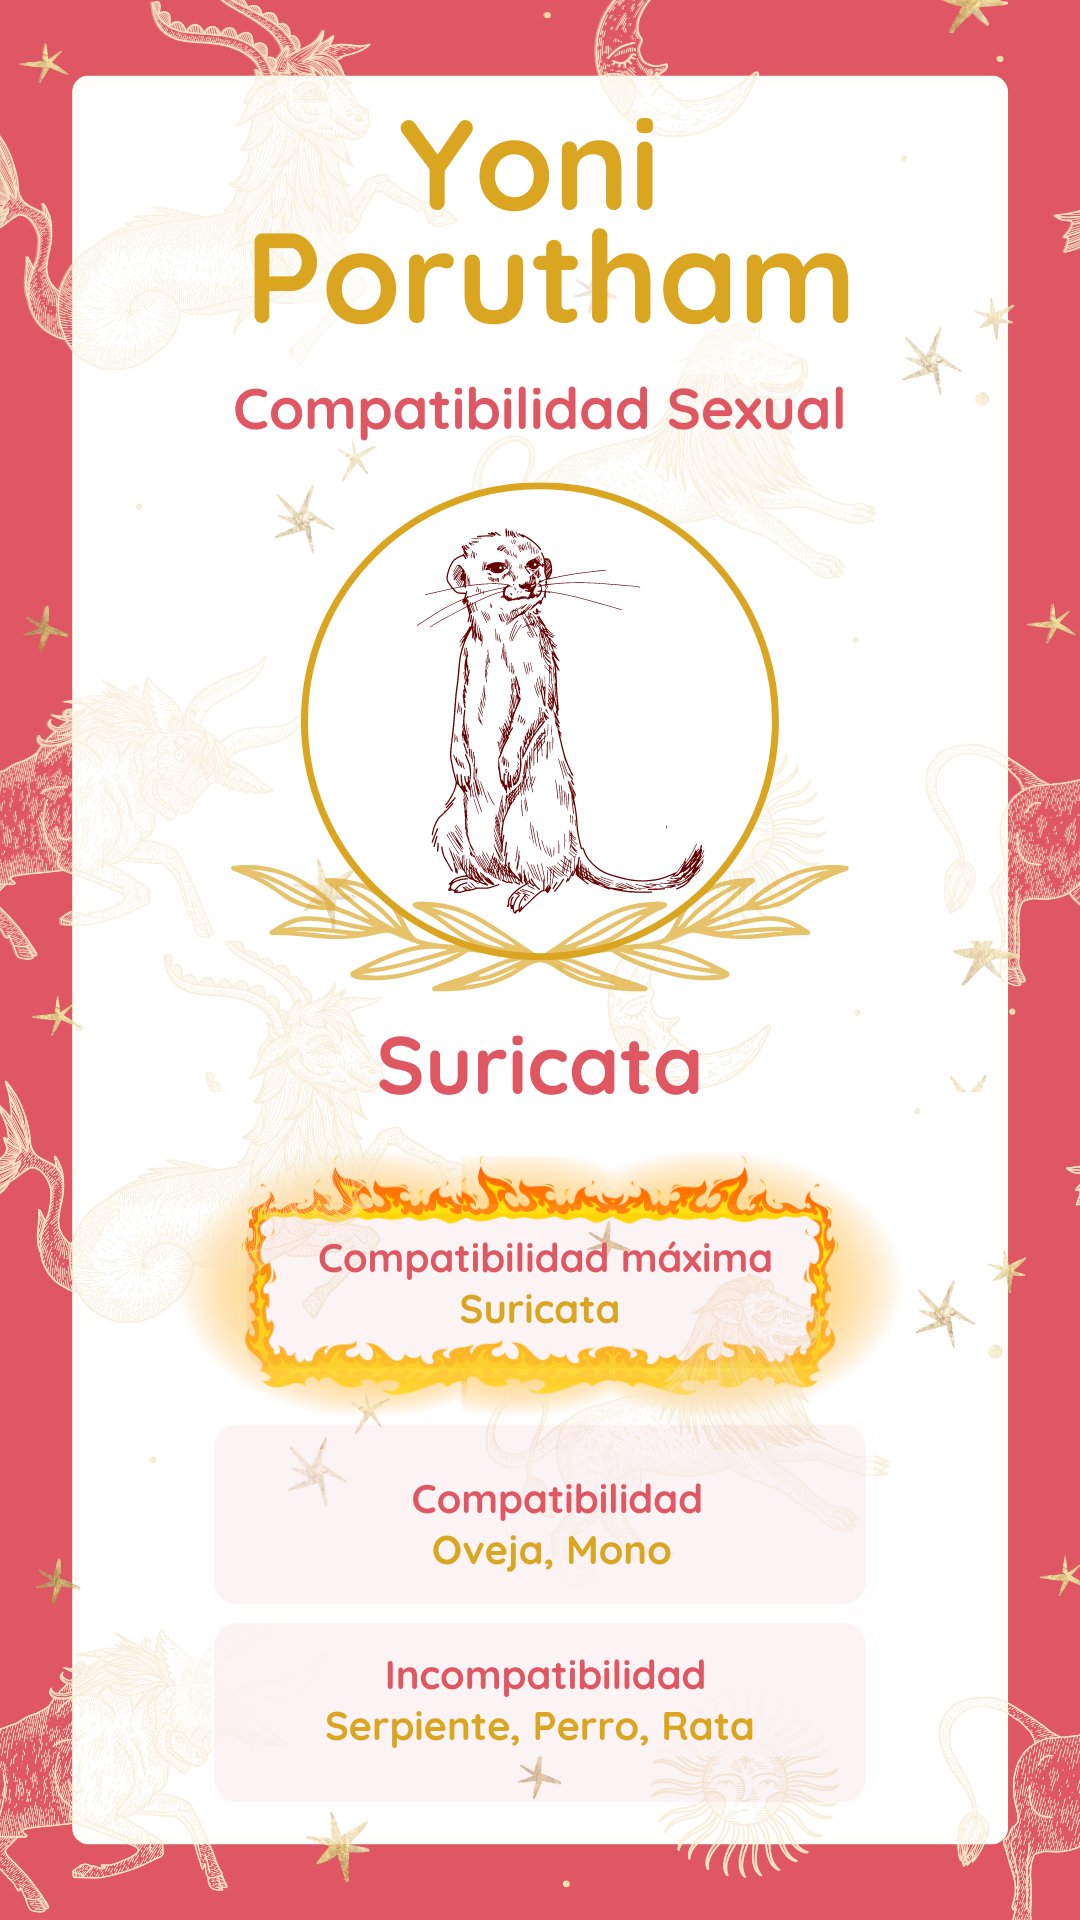 Yoni
Porutham
Compatibilidad Sexual
Suricata
Compatibilidad máxima
Suricata
Compatibilidad
Oveja, Mono
Incompatibilidad
Serpiente, Perro, Rata